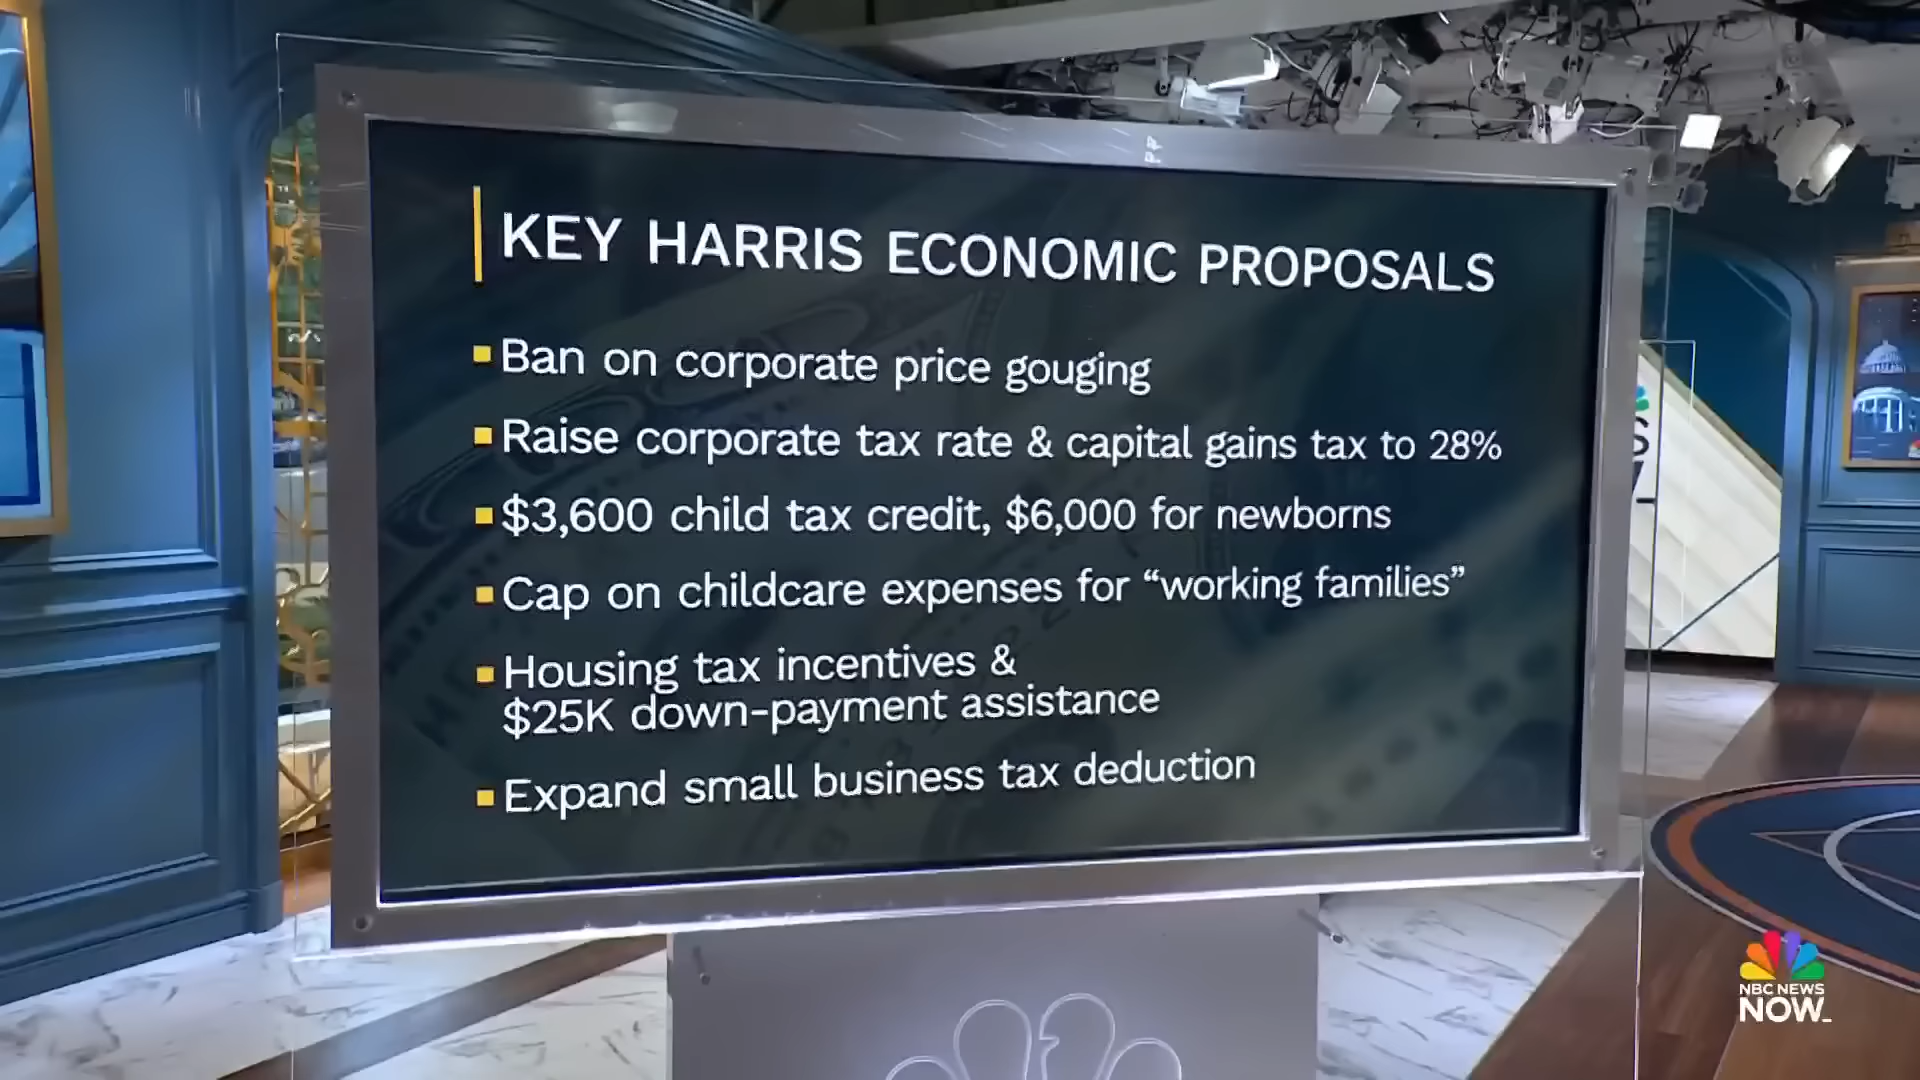 KEY HARRIS ECONOMIC PROPOSALS
Ban on corporate price gouging
Raise corporate tax rate & capital gains tax to 28%
$3,600 child tax credit, $6,000 for newborns
Cap on childcare expenses for “working families”
Housing tax incentives &
$25K down-payment assistance
Expand small business tax deduction
NBC NEWS
NOW_